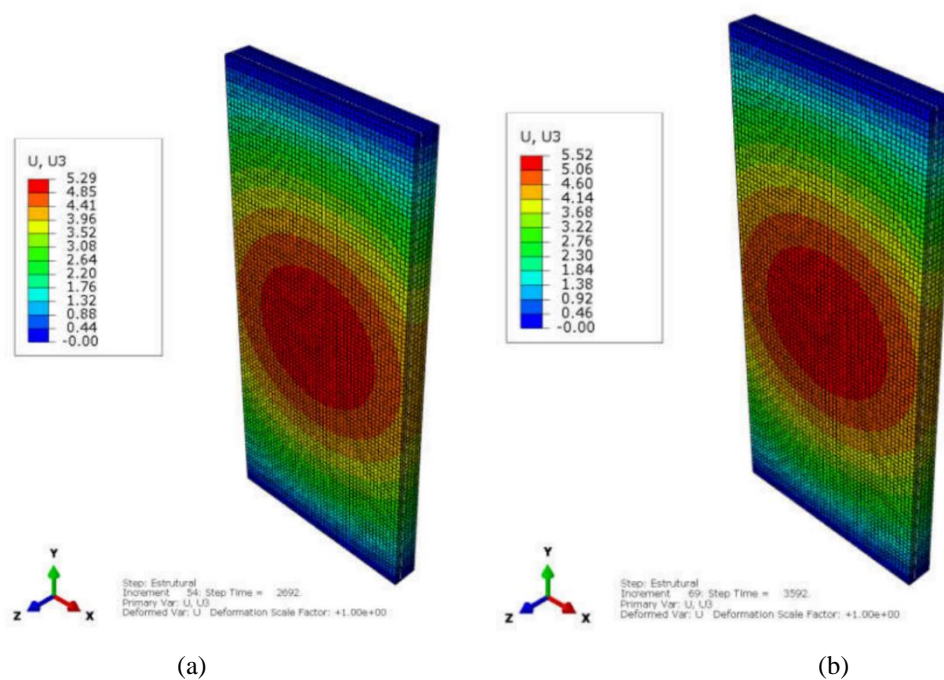 U, U3
5.29
4.85
4.41
3.96
3.52
3.08
2.64
2.20
1.76
1.32
0.88
0.44
-0.00
Y
Z
X
Step: Estrutural
Increment 54: Step Time = 2692.
Primary Var: U, U3
Deformed Var: U Deformation Scale Factor: +1.00e+00
(a)
U, U3
5.52
5.06
4.60
4.14
3.68
3.22
2.76
2.30
1.84
1.38
0.92
0.46
-0.00
Y
Z
X
Step: Estrutural
Increment 69: Step Time = 3592.
Primary Var: U, U3
Deformed Var: U Deformation Scale Factor: +1.00e+00
(b)